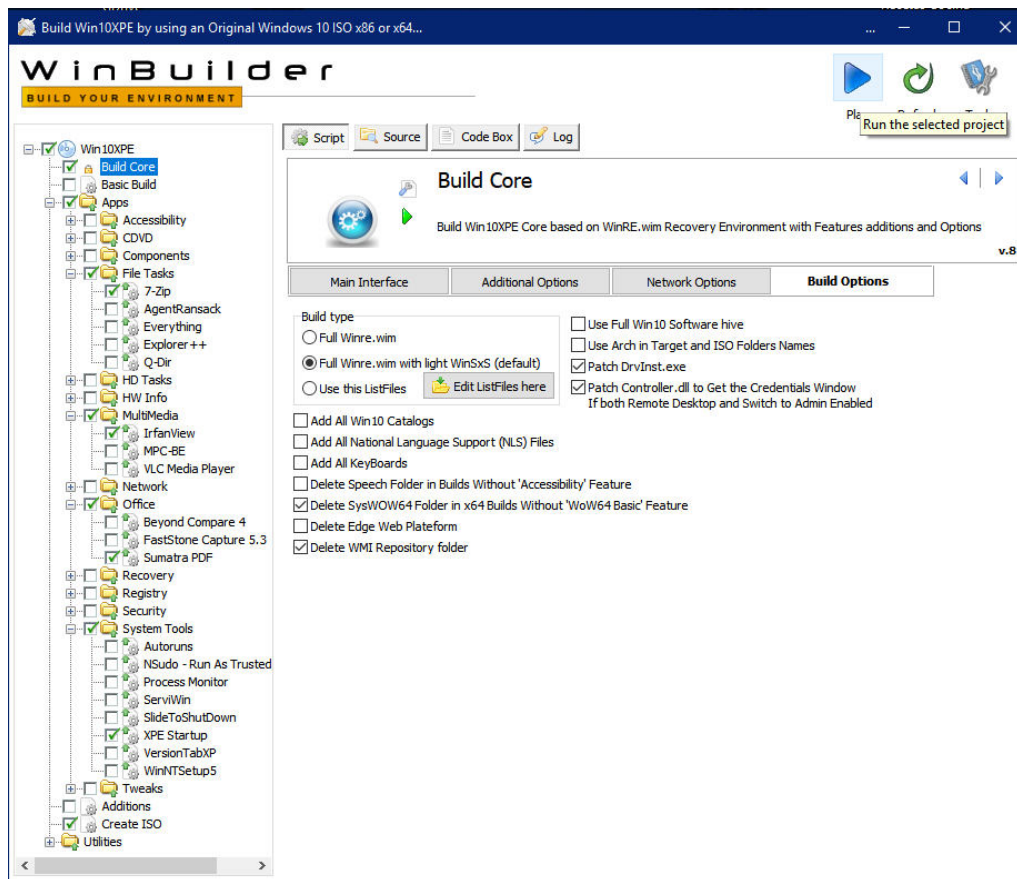 Build Win10XPE by using an Original Windows 10 ISO x86 or x64...
...
WinBuilder
BUILD YOUR ENVIRONMENT
Run the selected project
Script
Source
Code Box
Log
Win10XPE
Build Core
Basic Build
Apps
Accessibility
CDVD
Components
File Tasks
7-Zip
AgentRansack
Everything
Explorer++
Q-Dir
HD Tasks
HW Info
MultiMedia
IrfanView
MPC-BE
VLC Media Player
Network
Office
Beyond Compare 4
FastStone Capture 5.3
Sumatra PDF
Recovery
Registry
Security
System Tools
Autoruns
NSudo - Run As Trusted
Process Monitor
ServiWin
SlideToShutDown
XPE Startup
VersionTabXP
WinNTSetup5
Tweaks
Additions
Create ISO
Utilities
Build Core
Build Win10XPE Core based on WinRE.wim Recovery Environment with Features additions and Options
v.8
Main Interface
Additional Options
Network Options
Build Options
Build type
Full Winre.wim
Full Winre.wim with light WinSxS (default)
Use this ListFiles
Edit ListFiles here
Use Full Win10 Software hive
Use Arch in Target and ISO Folders Names
Patch DrvInst.exe
Patch Controller.dll to Get the Credentials Window
If both Remote Desktop and Switch to Admin Enabled
Add All Win10 Catalogs
Add All National Language Support (NLS) Files
Add All KeyBoards
Delete Speech Folder in Builds Without 'Accessibility' Feature
Delete SysWOW64 Folder in x64 Builds Without 'WoW64 Basic' Feature
Delete Edge Web Plateform
Delete WMI Repository folder